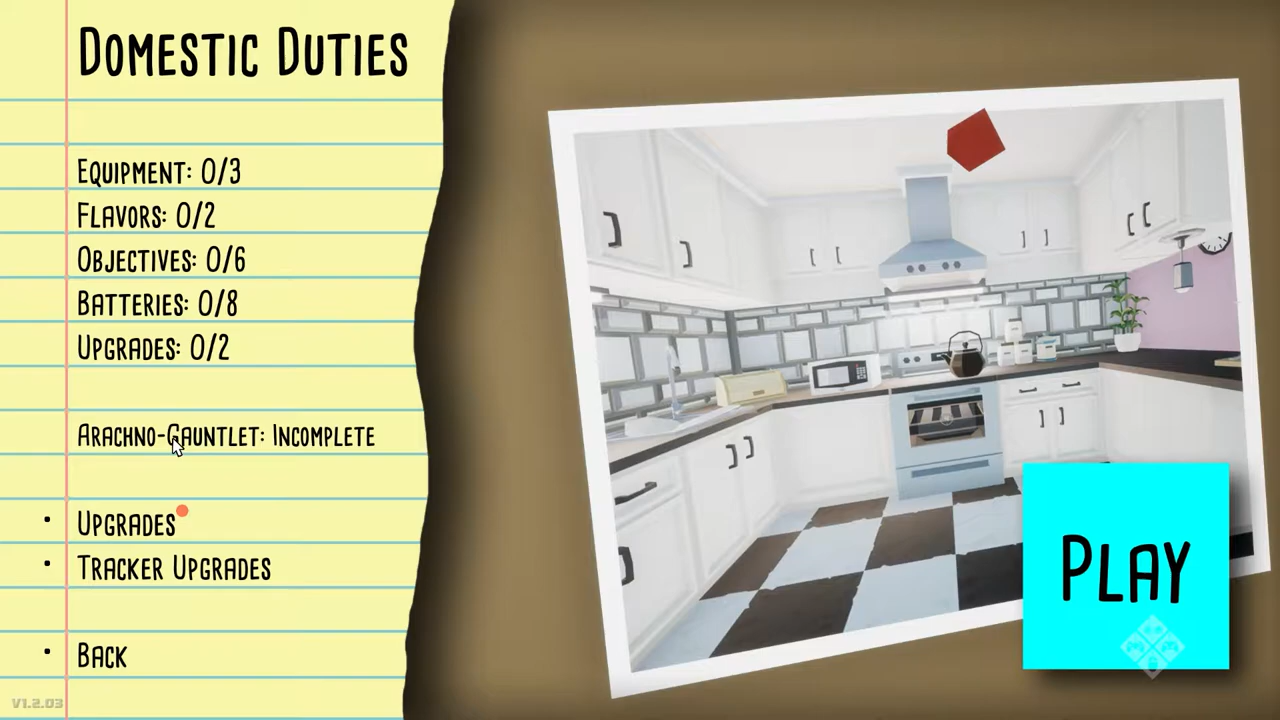 Domestic Duties
Equipment: 0/3
Flavors: 0/2
Objectives: 0/6
Batteries: 0/8
Upgrades: 0/2
Arachno-Gauntlet: Incomplete
Upgrades
Tracker Upgrades
Back
Play
V1.2.03